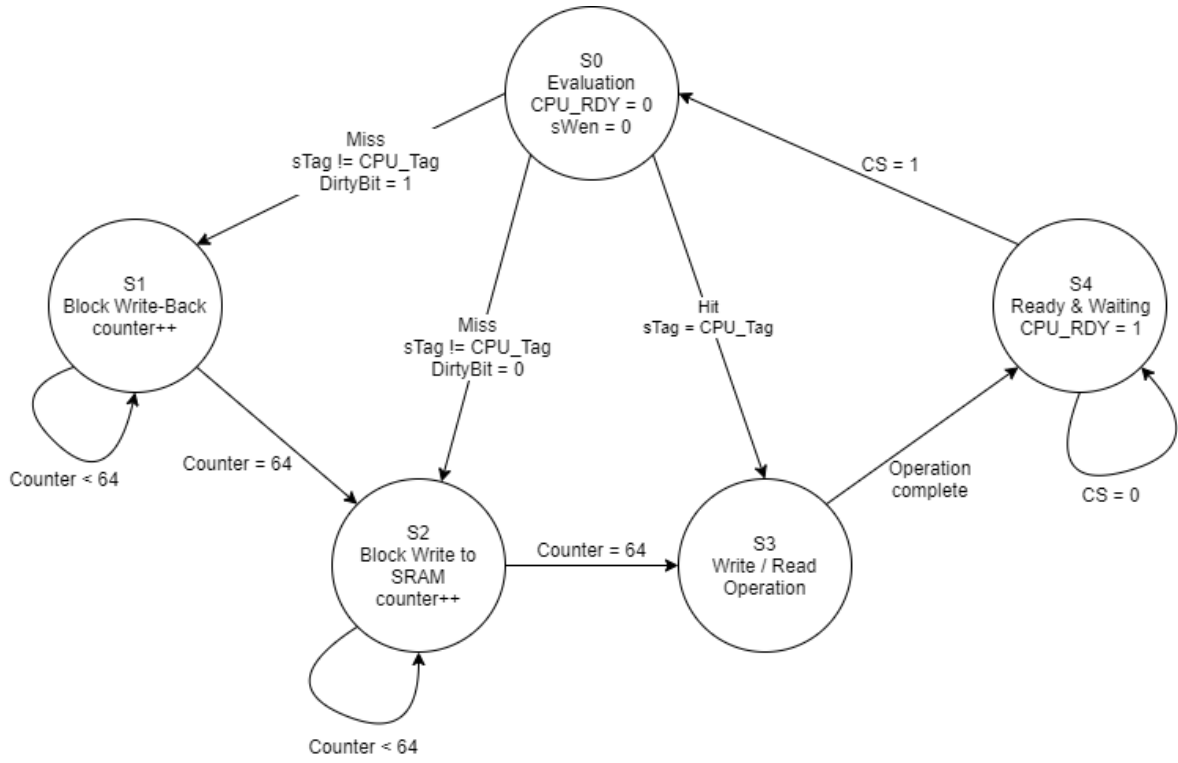 S0
Evaluation
CPU_RDY = 0
sWen = 0
Miss
sTag != CPU_Tag
DirtyBit = 1
CS = 1
S1
Block Write-Back
counter++
Miss
sTag != CPU_Tag
DirtyBit = 0
Hit
sTag = CPU_Tag
S4
Ready & Waiting
CPU_RDY = 1
Counter < 64
Counter = 64
Operation
complete
CS = 0
S2
Block Write to
SRAM
counter++
Counter = 64
S3
Write / Read
Operation
Counter < 64